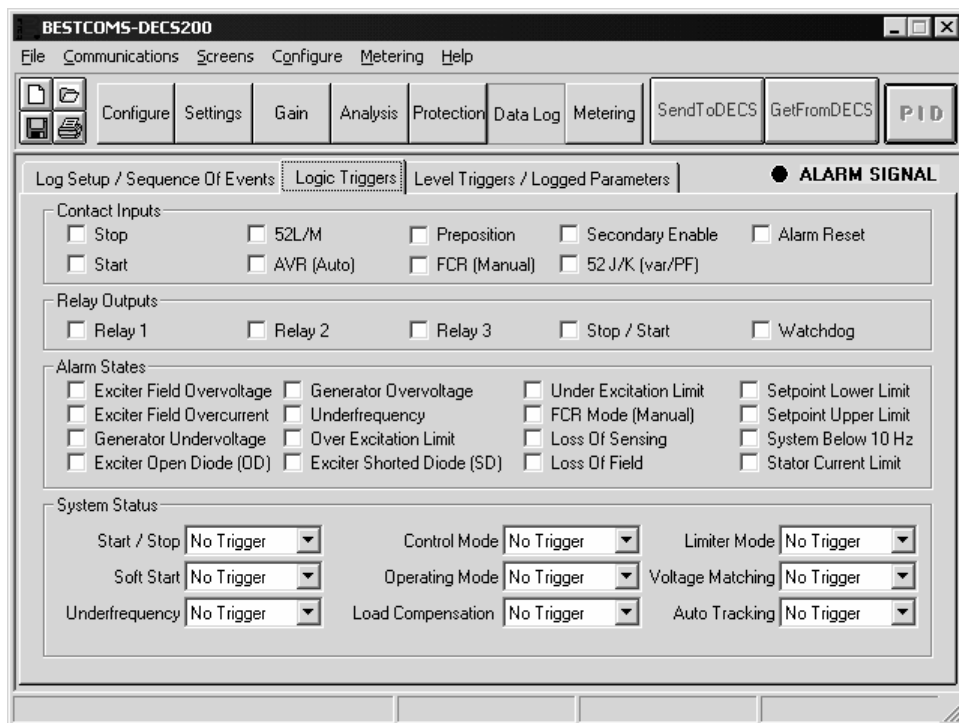 BESTCOMS-DECS200
File Communications Screens Configure Metering Help
Configure Settings Gain Analysis Protection Data Log Metering SendToDECS GetFromDECS PID
Log Setup / Sequence Of Events Logic Triggers Level Triggers / Logged Parameters ALARM SIGNAL
Contact Inputs
Stop 52L/M Preposition Secondary Enable Alarm Reset
Start AVR (Auto) FCR (Manual) 52J/K (var/PF)
Relay Outputs
Relay 1 Relay 2 Relay 3 Stop / Start Watchdog
Alarm States
Exciter Field Overvoltage Generator Overvoltage Under Excitation Limit Setpoint Lower Limit
Exciter Field Overcurrent Underfrequency FCR Mode (Manual) Setpoint Upper Limit
Generator Undervoltage Over Excitation Limit Loss Of Sensing System Below 10 Hz
Exciter Open Diode (OD) Exciter Shorted Diode (SD) Loss Of Field Stator Current Limit
System Status
Start / Stop No Trigger Control Mode No Trigger Limiter Mode No Trigger
Soft Start No Trigger Operating Mode No Trigger Voltage Matching No Trigger
Underfrequency No Trigger Load Compensation No Trigger Auto Tracking No Trigger